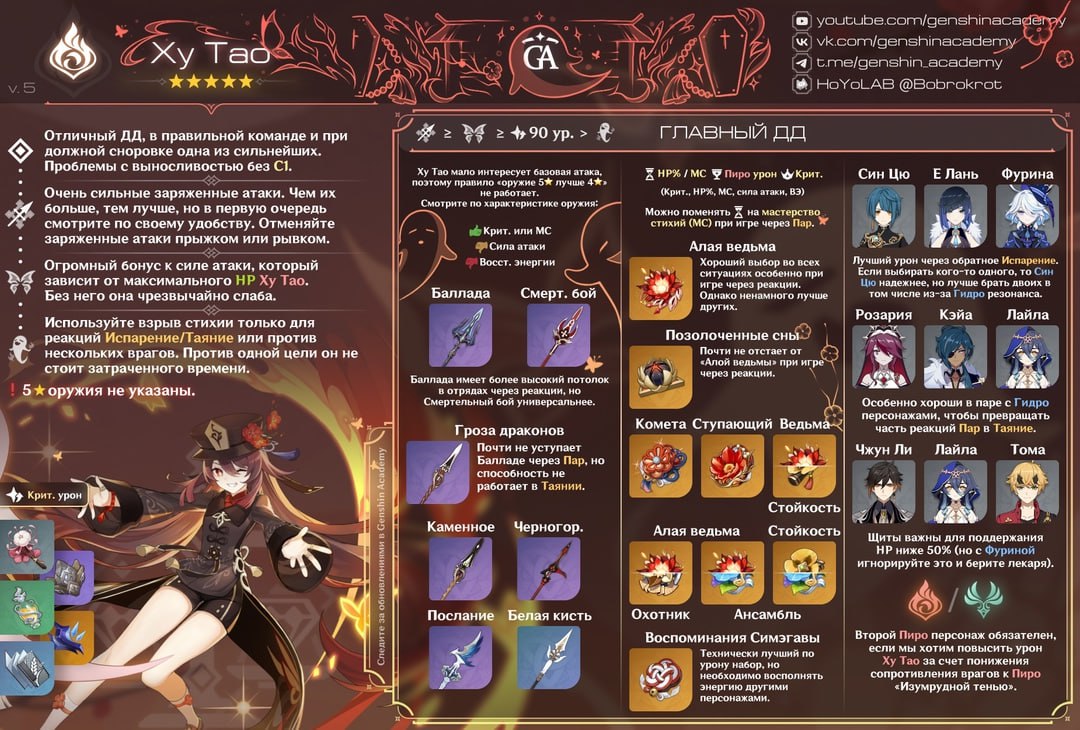 Ху Тао
v. 5
GA
youtube.com/genshinacademy
vk.com/genshinacademy
t.me/genshin_academy
HoYoLAB @Bobrokrot
Отличный ДД, в правильной команде и при
должной сноровке одна из сильнейших.
Проблемы с выносливостью без С1.
Очень сильные заряженные атаки. Чем их
больше, тем лучше, но в первую очередь
смотрите по своему удобству. Отменяйте
заряженные атаки прыжком или рывком.
Огромный бонус к силе атаки, который
зависит от максимального HP Ху Тао.
Без него она чрезвычайно слаба.
Используйте взрыв стихии только для
реакций Испарение/Таяние или против
нескольких врагов. Против одной цели он не
стоит затраченного времени.
! 5★ оружия не указаны.
Крит. урон
Следите за обновлениями в Genshin Academy
≥ ≥ 90 ур. >
ГЛАВНЫЙ ДД
Ху Тао мало интересует базовая атака,
поэтому правило «оружие 5★ лучше 4★»
не работает.
Смотрите по характеристике оружия:
Крит. или МС
Сила атаки
Восст. энергии
Баллада Смерт. бой
Баллада имеет более высокий потолок
в отрядах через реакции, но
Смертельный бой универсальнее.
Гроза драконов
Почти не уступает
Балладе через Пар, но
способность не
работает в Таянии.
Каменное Черногор.
Послание Белая кисть
HP% / МС Пиро урон Крит.
(Крит., HP%, МС, сила атаки, ВЭ)
Можно поменять на мастерство
стихий (МС) при игре через Пар.
Алая ведьма
Хороший выбор во всех
ситуациях особенно при
игре через реакции.
Однако ненамного лучше
других.
Позолоченные сны
Почти не отстает от
«Алой ведьмы» при игре
через реакции.
Комета Ступающий Ведьма
Стойкость
Алая ведьма Стойкость
Охотник Ансамбль
Воспоминания Симэгавы
Технически лучший по
урону набор, но
необходимо восполнять
энергию другими
персонажами.
Син Цю Е Лань Фурина
Лучший урон через обратное Испарение.
Если выбирать кого-то одного, то Син
Цю надежнее, но лучше брать двоих в
том числе из-за Гидро резонанса.
Розария Кэйа Лайла
Особенно хороши в паре с Гидро
персонажами, чтобы превращать
часть реакций Пар в Таяние.
Чжун Ли Лайла Тома
Щиты важны для поддержания
HP ниже 50% (но с Фуриной
игнорируйте это и берите лекаря).
/
Второй Пиро персонаж обязателен,
если мы хотим повысить урон
Ху Тао за счет понижения
сопротивления врагов к Пиро
«Изумрудной тенью».